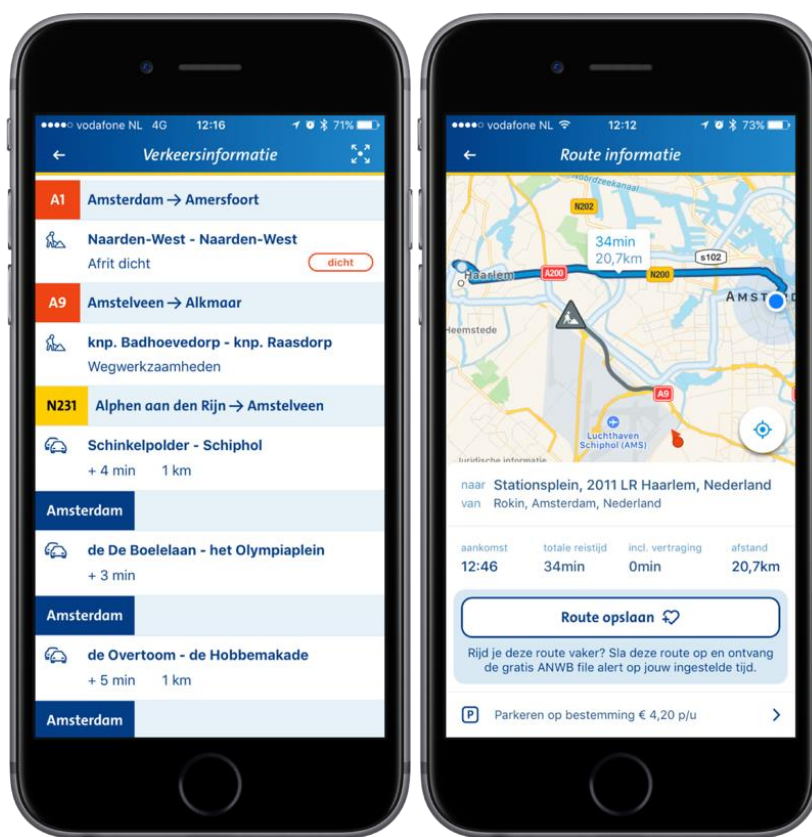 vodafone NL 4G 12:16 71%
Verkeersinformatie
A1 Amsterdam → Amersfoort
Naarden-West - Naarden-West
Afrit dicht dicht
A9 Amstelveen → Alkmaar
knp. Badhoevedorp - knp. Raasdorp
Wegwerkzaamheden
N231 Alphen aan den Rijn → Amstelveen
Schinkelpolder - Schiphol
+ 4 min 1 km
Amsterdam
de De Boelelaan - het Olympiaplein
+ 3 min
Amsterdam
de Overtoom - de Hobbemakade
+ 5 min 1 km
Amsterdam
vodafone NL 12:12 73%
Route informatie
Noordzeekanaal
N202
34min
20,7km
s102
Haarlem
A200
N200
AMST
Heemstede
A9
Luchthaven
Schiphol (AMS)
Juridische informatie
naar Stationsplein, 2011 LR Haarlem, Nederland
van Rokin, Amsterdam, Nederland
aankomst totale reistijd incl. vertraging afstand
12:46 34min 0min 20,7km
Route opslaan
Rijd je deze route vaker? Sla deze route op en ontvang
de gratis ANWB file alert op jouw ingestelde tijd.
P Parkeren op bestemming € 4,20 p/u